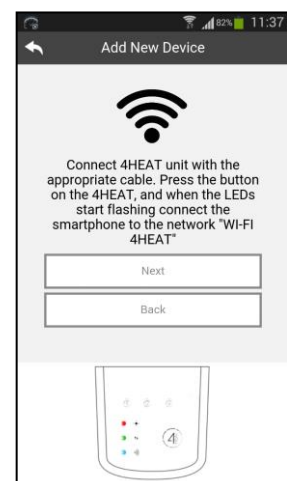 82% 11:37
Add New Device
Connect 4HEAT unit with the
appropriate cable. Press the button
on the 4HEAT, and when the LEDs
start flashing connect the
smartphone to the network "WI-FI
4HEAT"
Next
Back
4